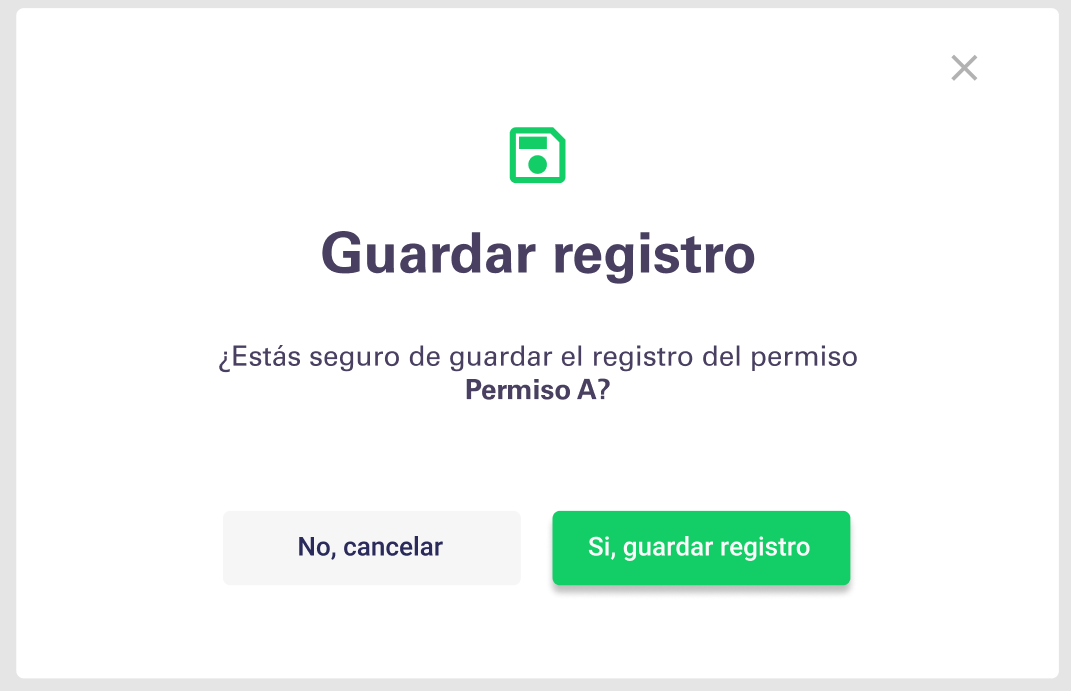 Guardar registro
¿Estás seguro de guardar el registro del permiso
Permiso A?
No, cancelar
Si, guardar registro